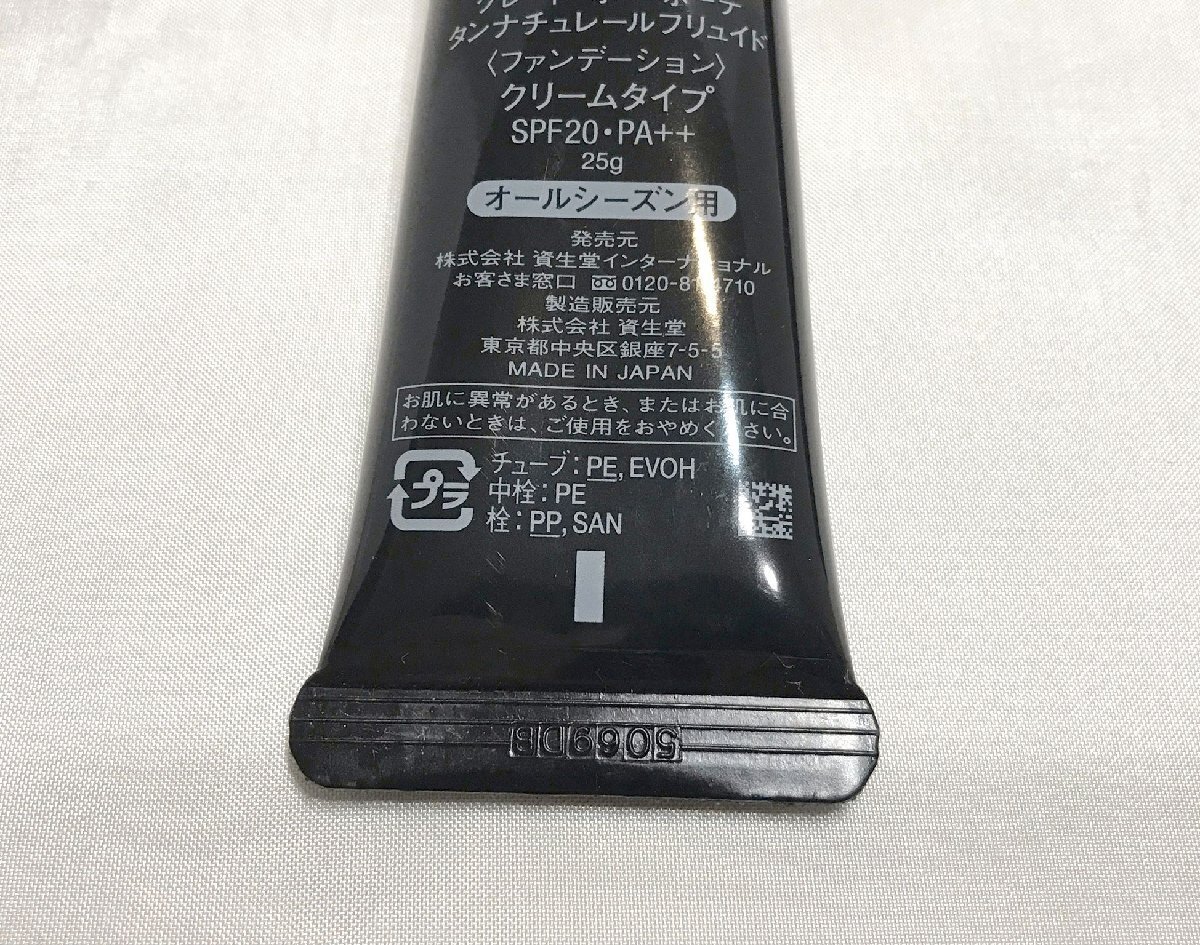 タンナチュレールフリュイド
〈ファンデーション〉
クリームタイプ
SPF20・PA++
25g
オールシーズン用
発売元
株式会社 資生堂インターナショナル
お客さま窓口 0120-81-4710
製造販売元
株式会社 資生堂
東京都中央区銀座7-5-5
MADE IN JAPAN
お肌に異常があるとき、またはお肌に合
わないときは、ご使用をおやめください。
プラ
チューブ:PE,EVOH
中栓:PE
栓:PP,SAN
5069DB